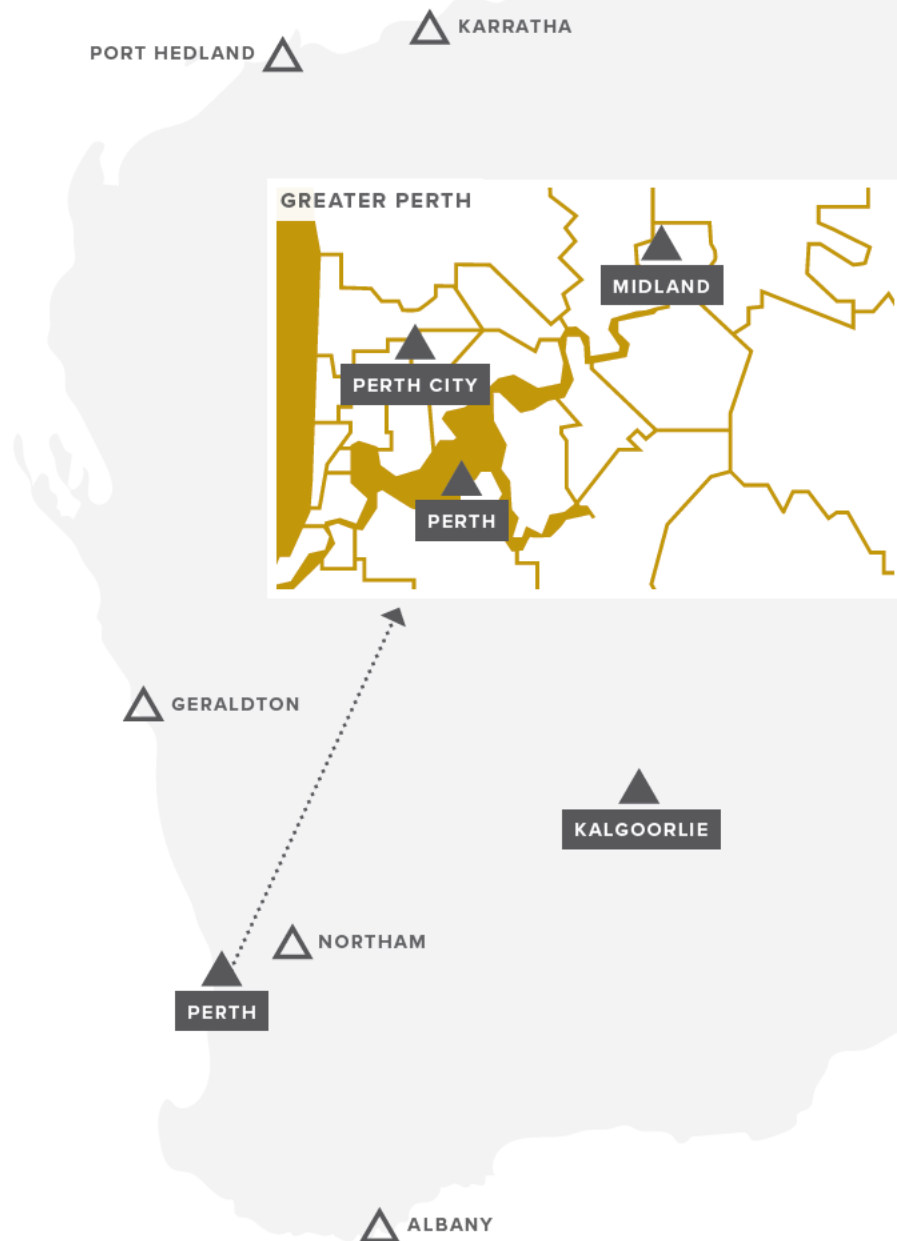 KARRATHA
PORT HEDLAND
GREATER PERTH
MIDLAND
PERTH CITY
PERTH
GERALDTON
KALGOORLIE
NORTHAM
PERTH
ALBANY